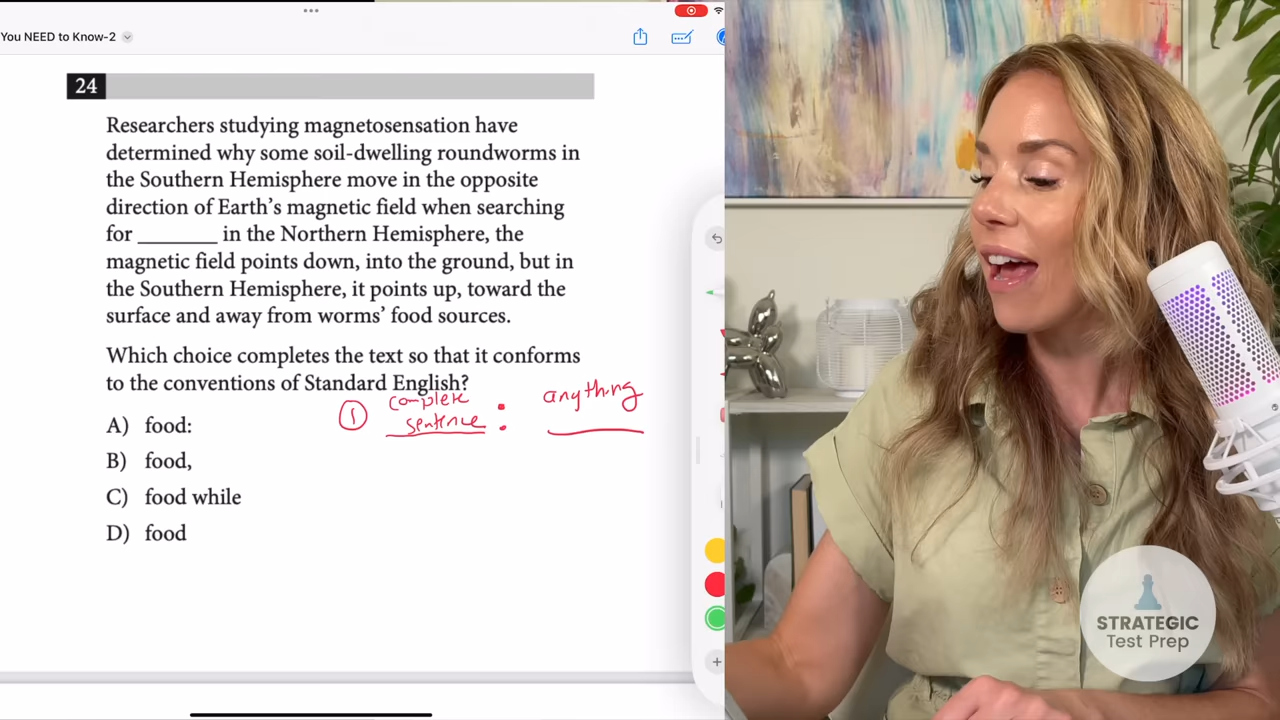 You NEED to Know-2
24
Researchers studying magnetosensation have
determined why some soil-dwelling roundworms in
the Southern Hemisphere move in the opposite
direction of Earth's magnetic field when searching
for _______ in the Northern Hemisphere, the
magnetic field points down, into the ground, but in
the Southern Hemisphere, it points up, toward the
surface and away from worms' food sources.
Which choice completes the text so that it conforms
to the conventions of Standard English?
① complete sentence : anything
A) food:
B) food,
C) food while
D) food
STRATEGIC
Test Prep